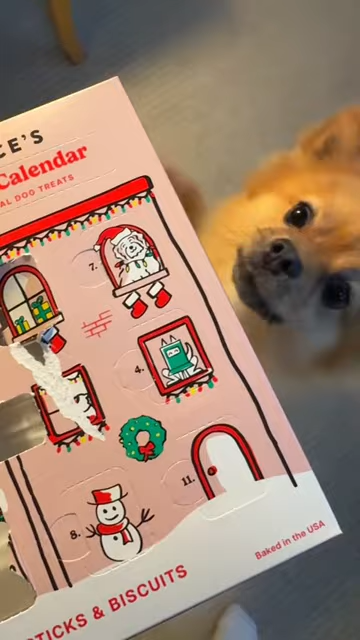 CE'S
Calendar
AL DOG TREATS
7.
4.
11.
8.
STICKS & BISCUITS
Baked in the USA